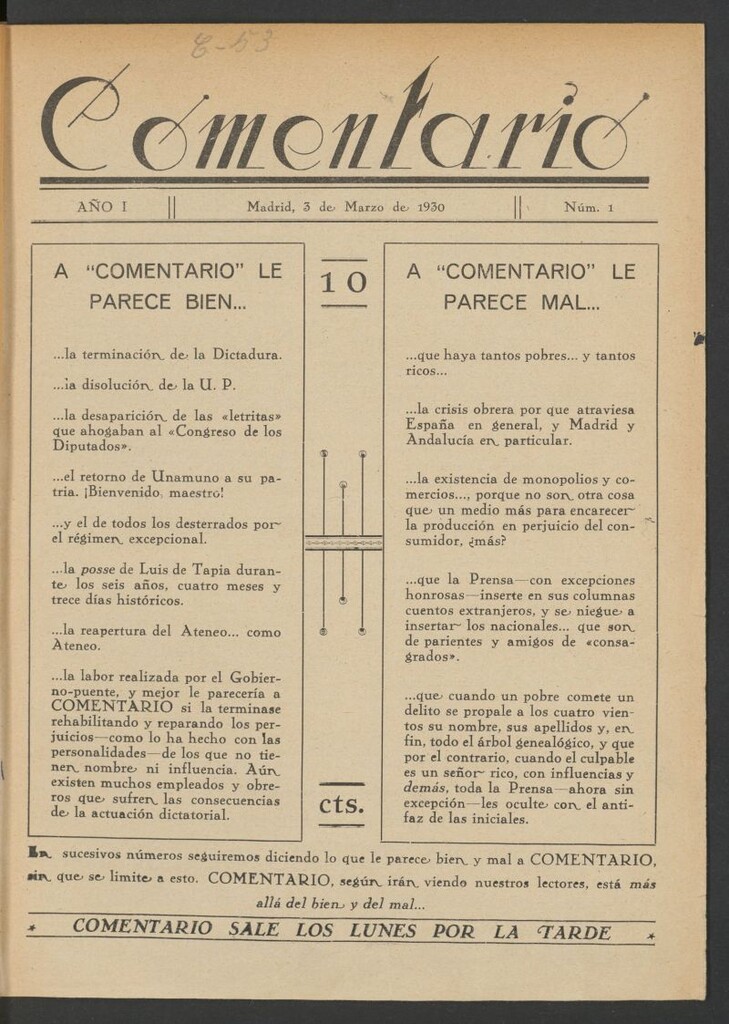 C-53
Comentario
AÑO I
Madrid, 3 de Marzo de 1930
Núm. 1
A "COMENTARIO" LE
PARECE BIEN...
...la terminación de la Dictadura.
...la disolución de la U. P.
...la desaparición de las «letritas»
que ahogaban al «Congreso de los
Diputados».
...el retorno de Unamuno a su pa-
tria. ¡Bienvenido, maestro!
...y el de todos los desterrados por
el régimen excepcional.
...la posse de Luis de Tapia duran-
te los seis años, cuatro meses y
trece días históricos.
...la reapertura del Ateneo... como
Ateneo.
...la labor realizada por el Gobier-
no-puente, y mejor le parecería a
COMENTARIO si la terminase
rehabilitando y reparando los per-
juicios—como lo ha hecho con las
personalidades—de los que no tie-
nen nombre ni influencia. Aún
existen muchos empleados y obre-
ros que sufren las consecuencias
de la actuación dictatorial.
10
cts.
A "COMENTARIO" LE
PARECE MAL...
...que haya tantos pobres... y tantos
ricos...
...la crisis obrera por que atraviesa
España en general, y Madrid y
Andalucía en particular.
...la existencia de monopolios y co-
mercios..., porque no son otra cosa
que un medio más para encarecer
la producción en perjuicio del con-
sumidor, ¿más?
...que la Prensa—con excepciones
honrosas—inserte en sus columnas
cuentos extranjeros, y se niegue a
insertar los nacionales... que son
de parientes y amigos de «consa-
grados».
...que cuando un pobre comete un
delito se propale a los cuatro vien-
tos su nombre, sus apellidos y, en
fin, todo el árbol genealógico, y que
por el contrario, cuando el culpable
es un señor rico, con influencias y
demás, toda la Prensa—ahora sin
excepción—les oculte con el anti-
faz de las iniciales.
En sucesivos números seguiremos diciendo lo que le parece bien y mal a COMENTARIO,
sin que se limite a esto. COMENTARIO, según irán viendo nuestros lectores, está más
allá del bien y del mal...
* COMENTARIO SALE LOS LUNES POR LA TARDE *